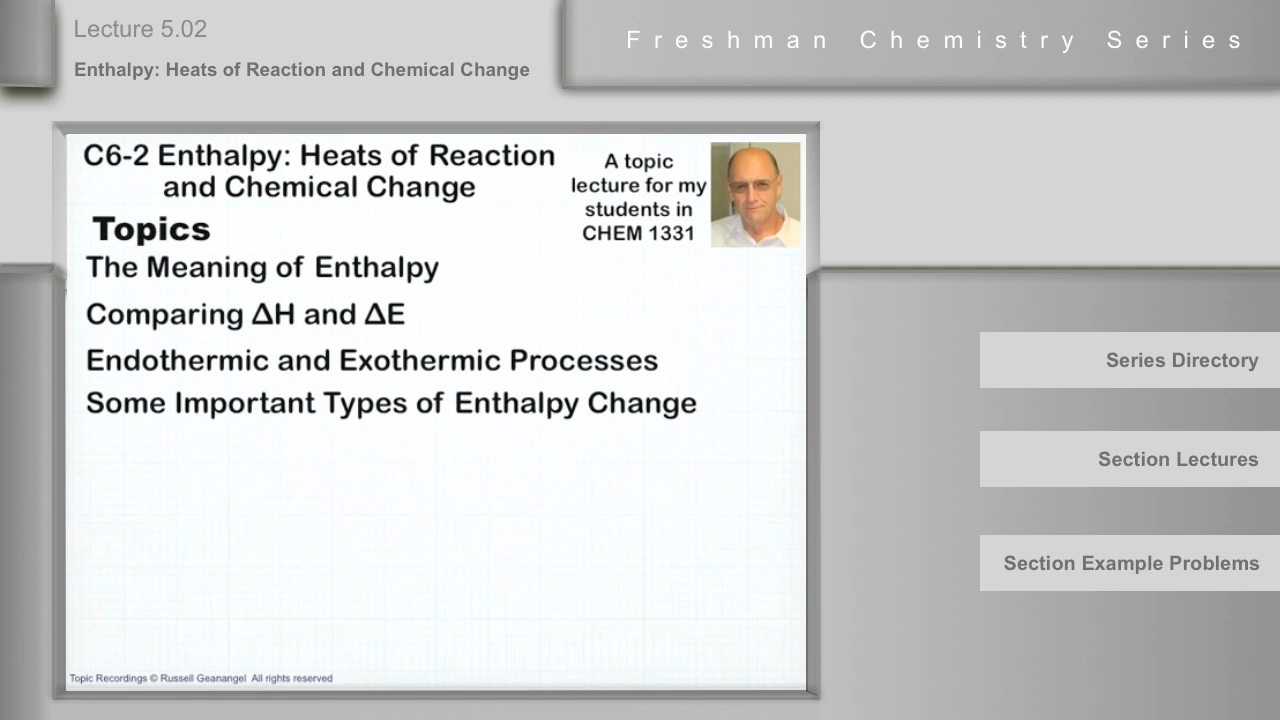 Lecture 5.02
Enthalpy: Heats of Reaction and Chemical Change
Freshman Chemistry Series
C6-2 Enthalpy: Heats of Reaction
and Chemical Change
A topic
lecture for my
students in
CHEM 1331
Topics
The Meaning of Enthalpy
Comparing ΔH and ΔE
Endothermic and Exothermic Processes
Some Important Types of Enthalpy Change
Series Directory
Section Lectures
Section Example Problems
Topic Recordings © Russell Geanangel All rights reserved